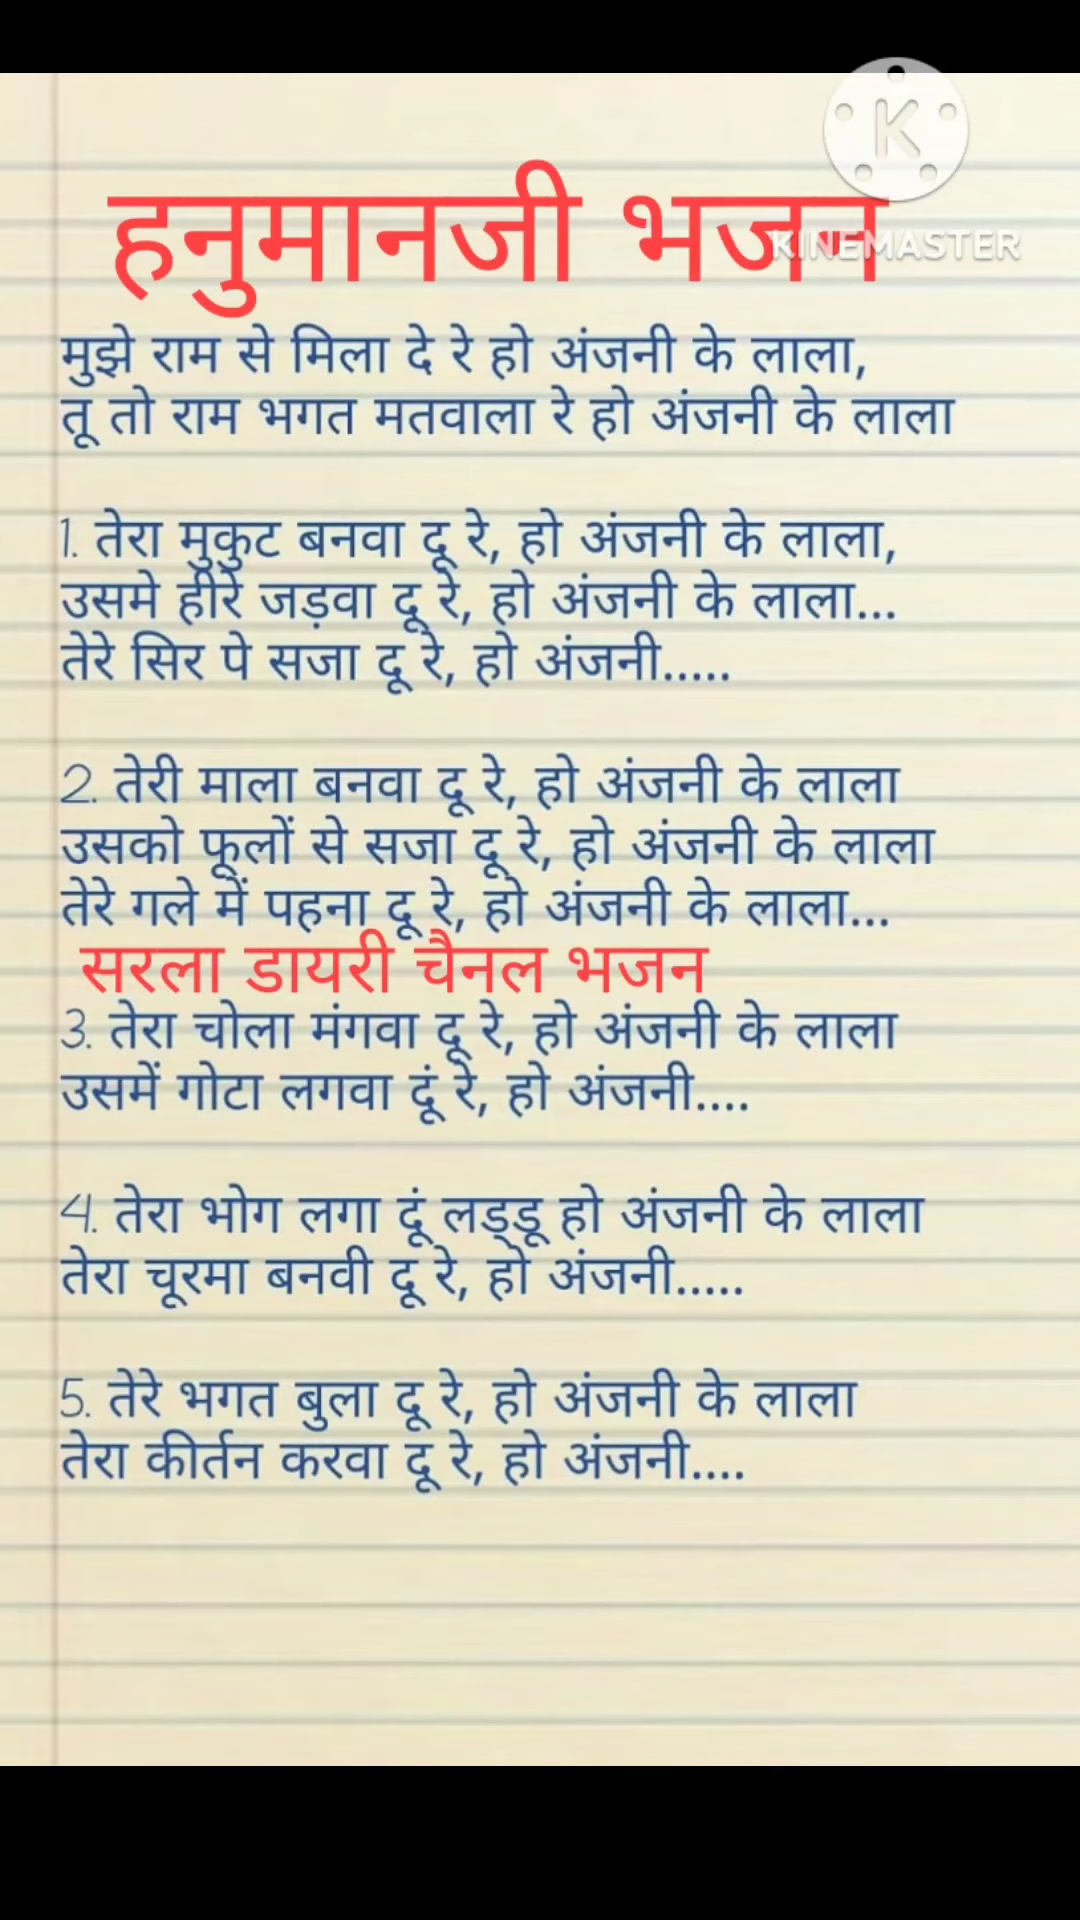 हनुमानजी भजन
KINEMASTER
मुझे राम से मिला दे रे हो अंजनी के लाला,
तू तो राम भगत मतवाला रे हो अंजनी के लाला
1. तेरा मुकुट बनवा दू रे, हो अंजनी के लाला,
उसमे हीरे जड़वा दू रे, हो अंजनी के लाला...
तेरे सिर पे सजा दू रे, हो अंजनी.....
2. तेरी माला बनवा दू रे, हो अंजनी के लाला
उसको फूलों से सजा दू रे, हो अंजनी के लाला
तेरे गले में पहना दू रे, हो अंजनी के लाला...
सरला डायरी चैनल भजन
3. तेरा चोला मंगवा दू रे, हो अंजनी के लाला
उसमें गोटा लगवा दूं रे, हो अंजनी....
4. तेरा भोग लगा दूं लड्डू हो अंजनी के लाला
तेरा चूरमा बनवी दू रे, हो अंजनी.....
5. तेरे भगत बुला दू रे, हो अंजनी के लाला
तेरा कीर्तन करवा दू रे, हो अंजनी....